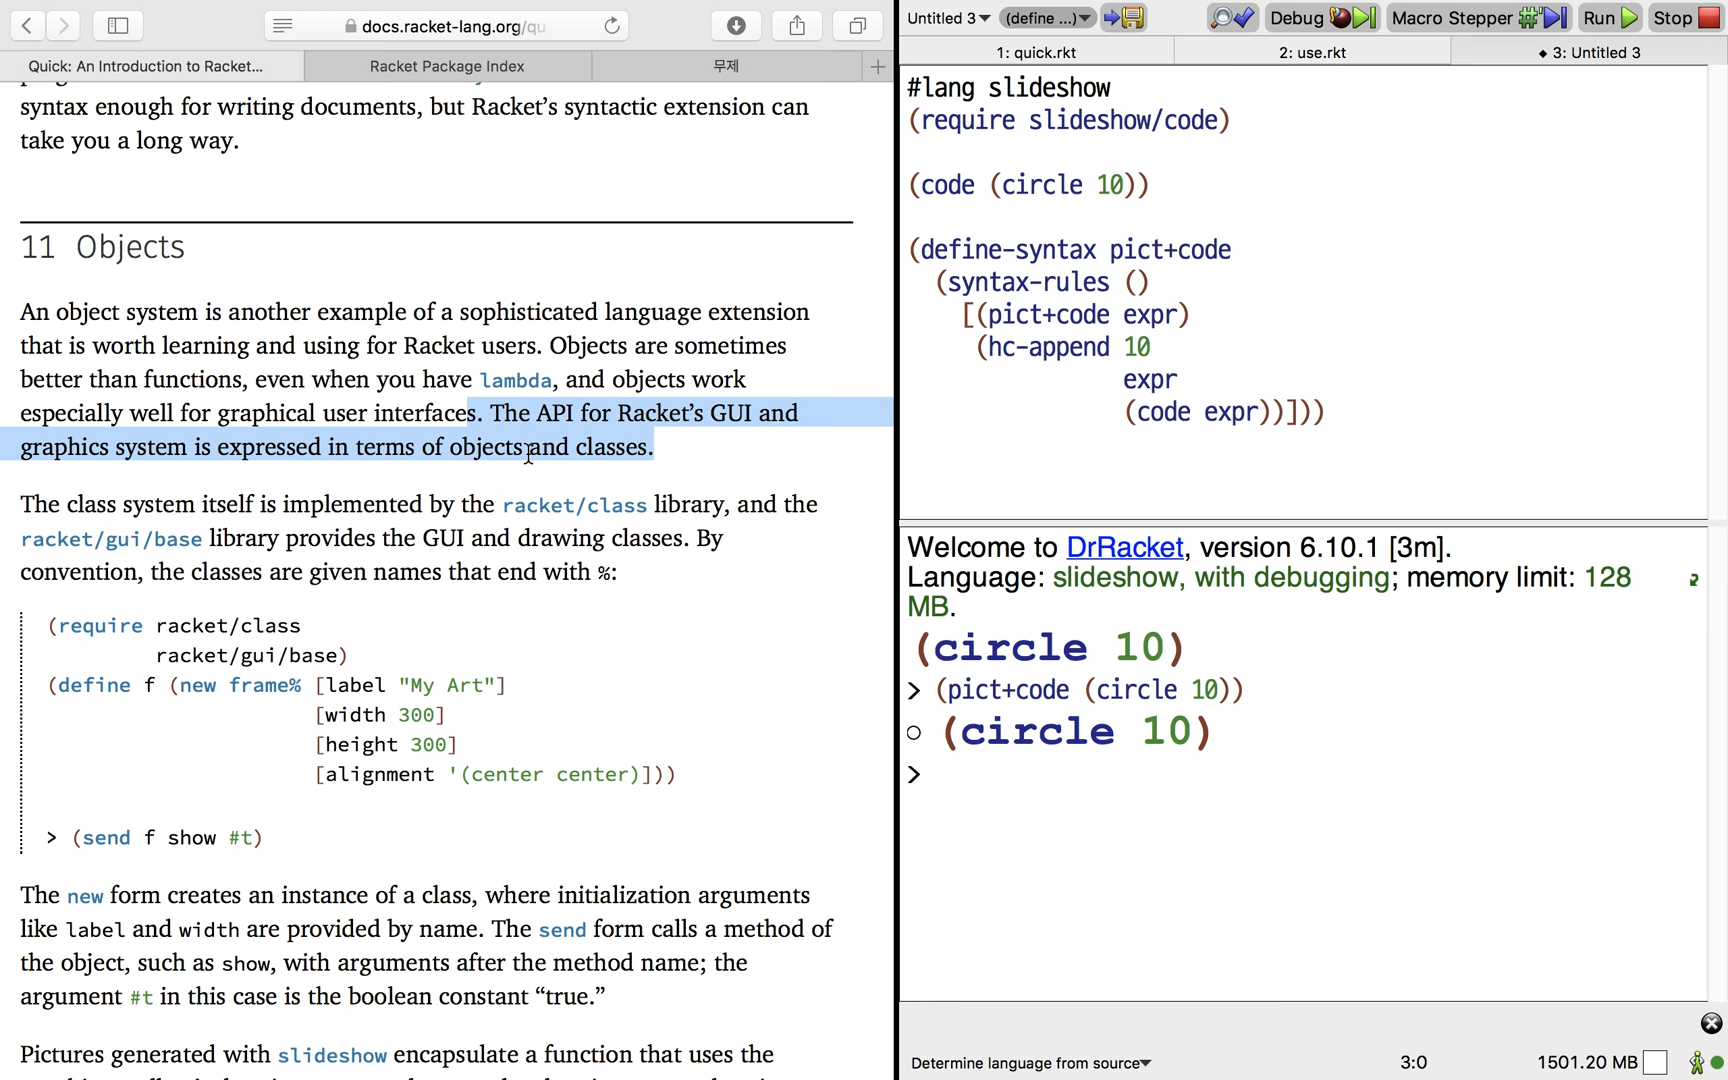 docs.racket-lang.org/qu
Quick: An Introduction to Racket...
Racket Package Index
무제
syntax enough for writing documents, but Racket’s syntactic extension can
take you a long way.
11 Objects
An object system is another example of a sophisticated language extension
that is worth learning and using for Racket users. Objects are sometimes
better than functions, even when you have lambda, and objects work
especially well for graphical user interfaces. The API for Racket’s GUI and
graphics system is expressed in terms of objects and classes.
The class system itself is implemented by the racket/class library, and the
racket/gui/base library provides the GUI and drawing classes. By
convention, the classes are given names that end with %:
(require racket/class
racket/gui/base)
(define f (new frame% [label "My Art"]
[width 300]
[height 300]
[alignment '(center center)]))
> (send f show #t)
The new form creates an instance of a class, where initialization arguments
like label and width are provided by name. The send form calls a method of
the object, such as show, with arguments after the method name; the
argument #t in this case is the boolean constant “true.”
Pictures generated with slideshow encapsulate a function that uses the
Untitled 3 (define ...) Debug Macro Stepper Run Stop
1: quick.rkt
2: use.rkt
3: Untitled 3
#lang slideshow
(require slideshow/code)
(code (circle 10))
(define-syntax pict+code
(syntax-rules ()
[(pict+code expr)
(hc-append 10
expr
(code expr))]))
Welcome to DrRacket, version 6.10.1 [3m].
Language: slideshow, with debugging; memory limit: 128
MB.
(circle 10)
> (pict+code (circle 10))
(circle 10)
>
Determine language from source
3:0
1501.20 MB